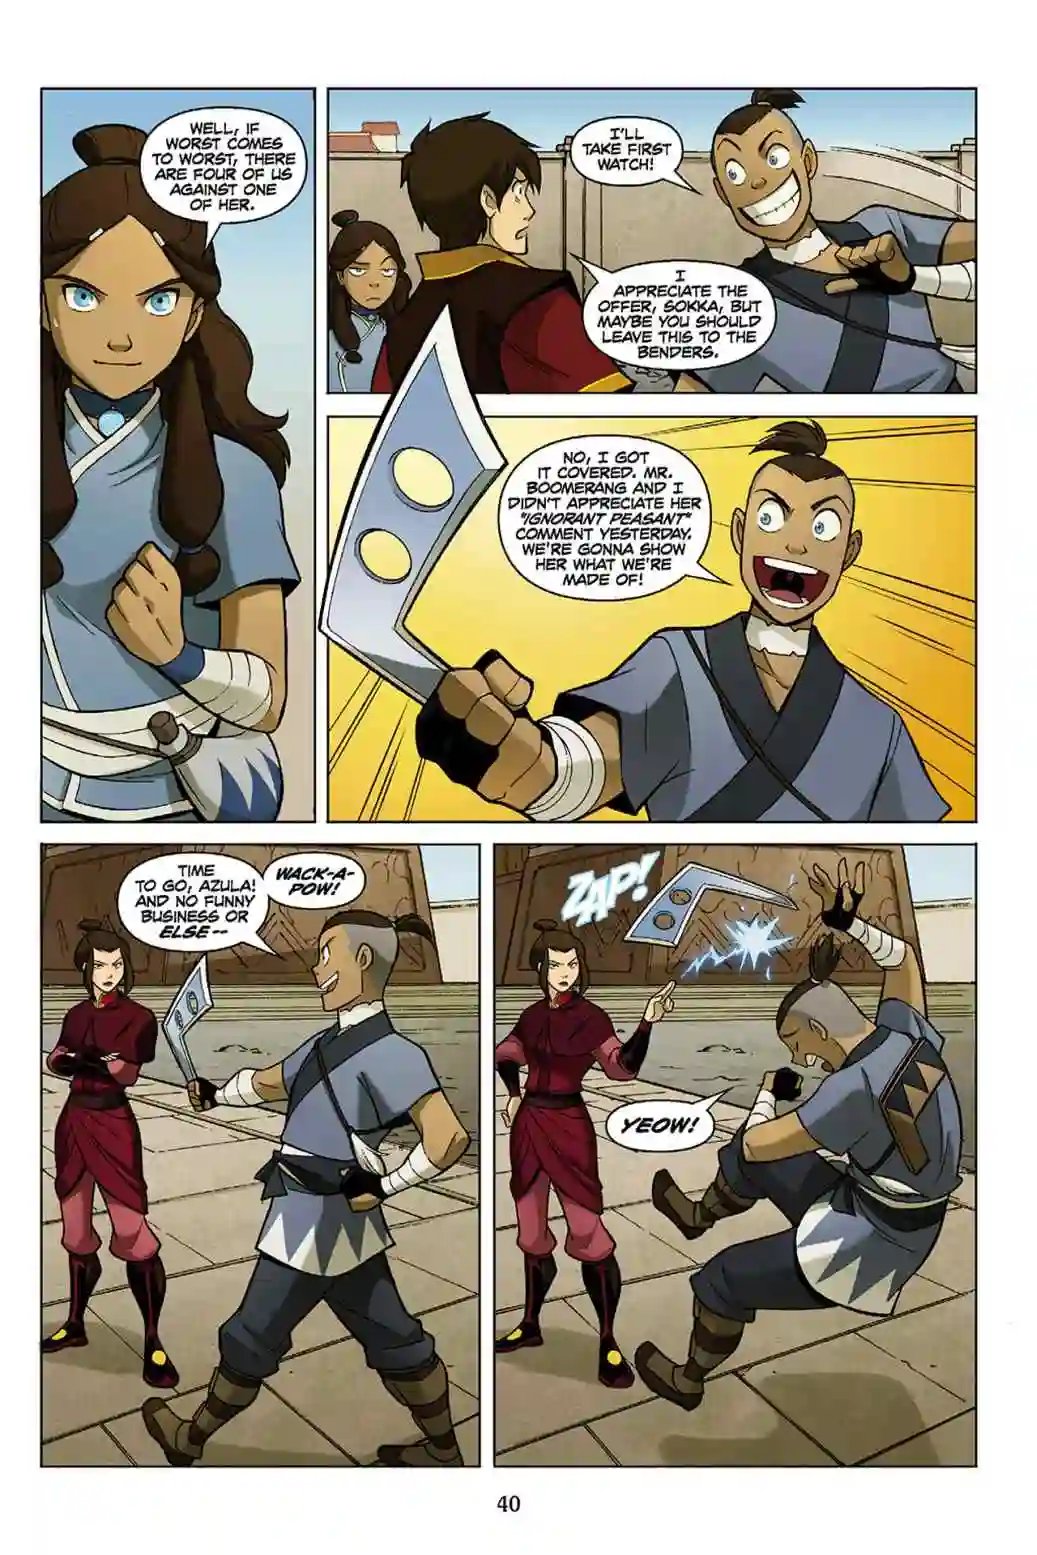 WELL, IF
WORST COMES
TO WORST, THERE
ARE FOUR OF US
AGAINST ONE
OF HER.
I'LL
TAKE FIRST
WATCH!
I
APPRECIATE THE
OFFER, SOKKA, BUT
MAYBE YOU SHOULD
LEAVE THIS TO THE
BENDERS.
NO, I GOT
IT COVERED. MR.
BOOMERANG AND I
DIDN'T APPRECIATE HER
"IGNORANT PEASANT"
COMMENT YESTERDAY.
WE'RE GONNA SHOW
HER WHAT WE'RE
MADE OF!
TIME
TO GO, AZULA!
AND NO FUNNY
BUSINESS OR
ELSE--
WACK-A-
POW!
ZAP!
YEOW!
40